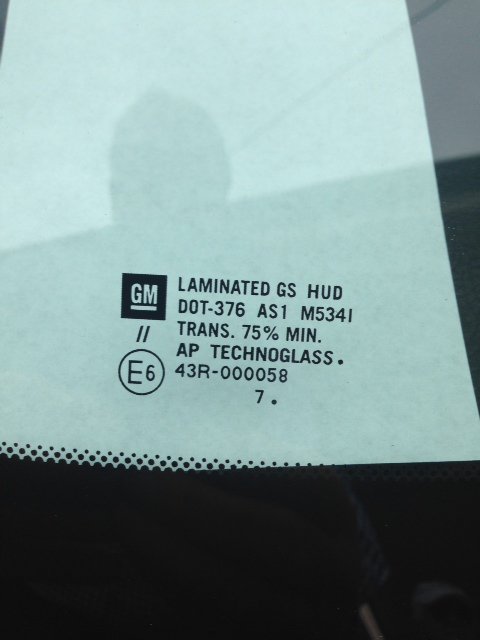 GM
LAMINATED GS HUD
DOT-376 AS1 M534I
// TRANS. 75% MIN.
E6 AP TECHNOGLASS.
43R-000058
7.